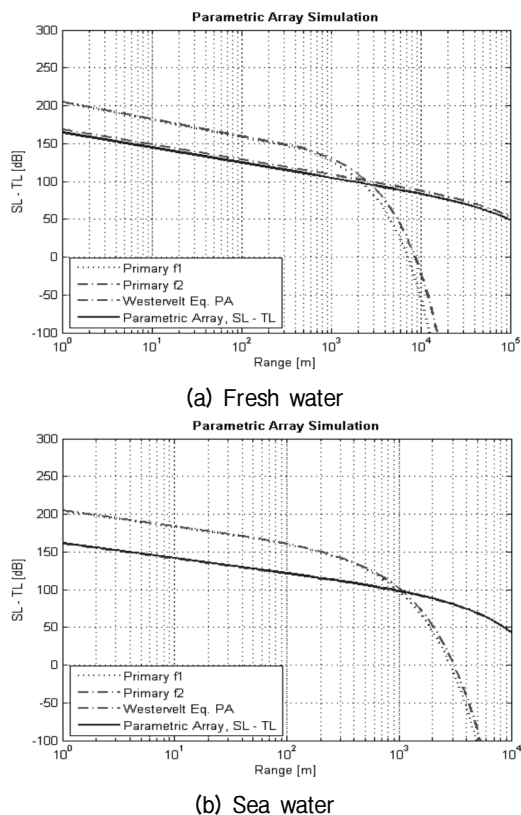 Parametric Array Simulation
300
250
200
150
100
50
0
-50
-100
SL - TL [dB]
Primary f1
Primary f2
Westervelt Eq. PA
Parametric Array, SL - TL
10^0
10^1
10^2
10^3
10^4
10^5
Range [m]
(a) Fresh water
Parametric Array Simulation
300
250
200
150
100
50
0
-50
-100
SL - TL [dB]
Primary f1
Primary f2
Westervelt Eq. PA
Parametric Array, SL - TL
10^0
10^1
10^2
10^3
10^4
Range [m]
(b) Sea water